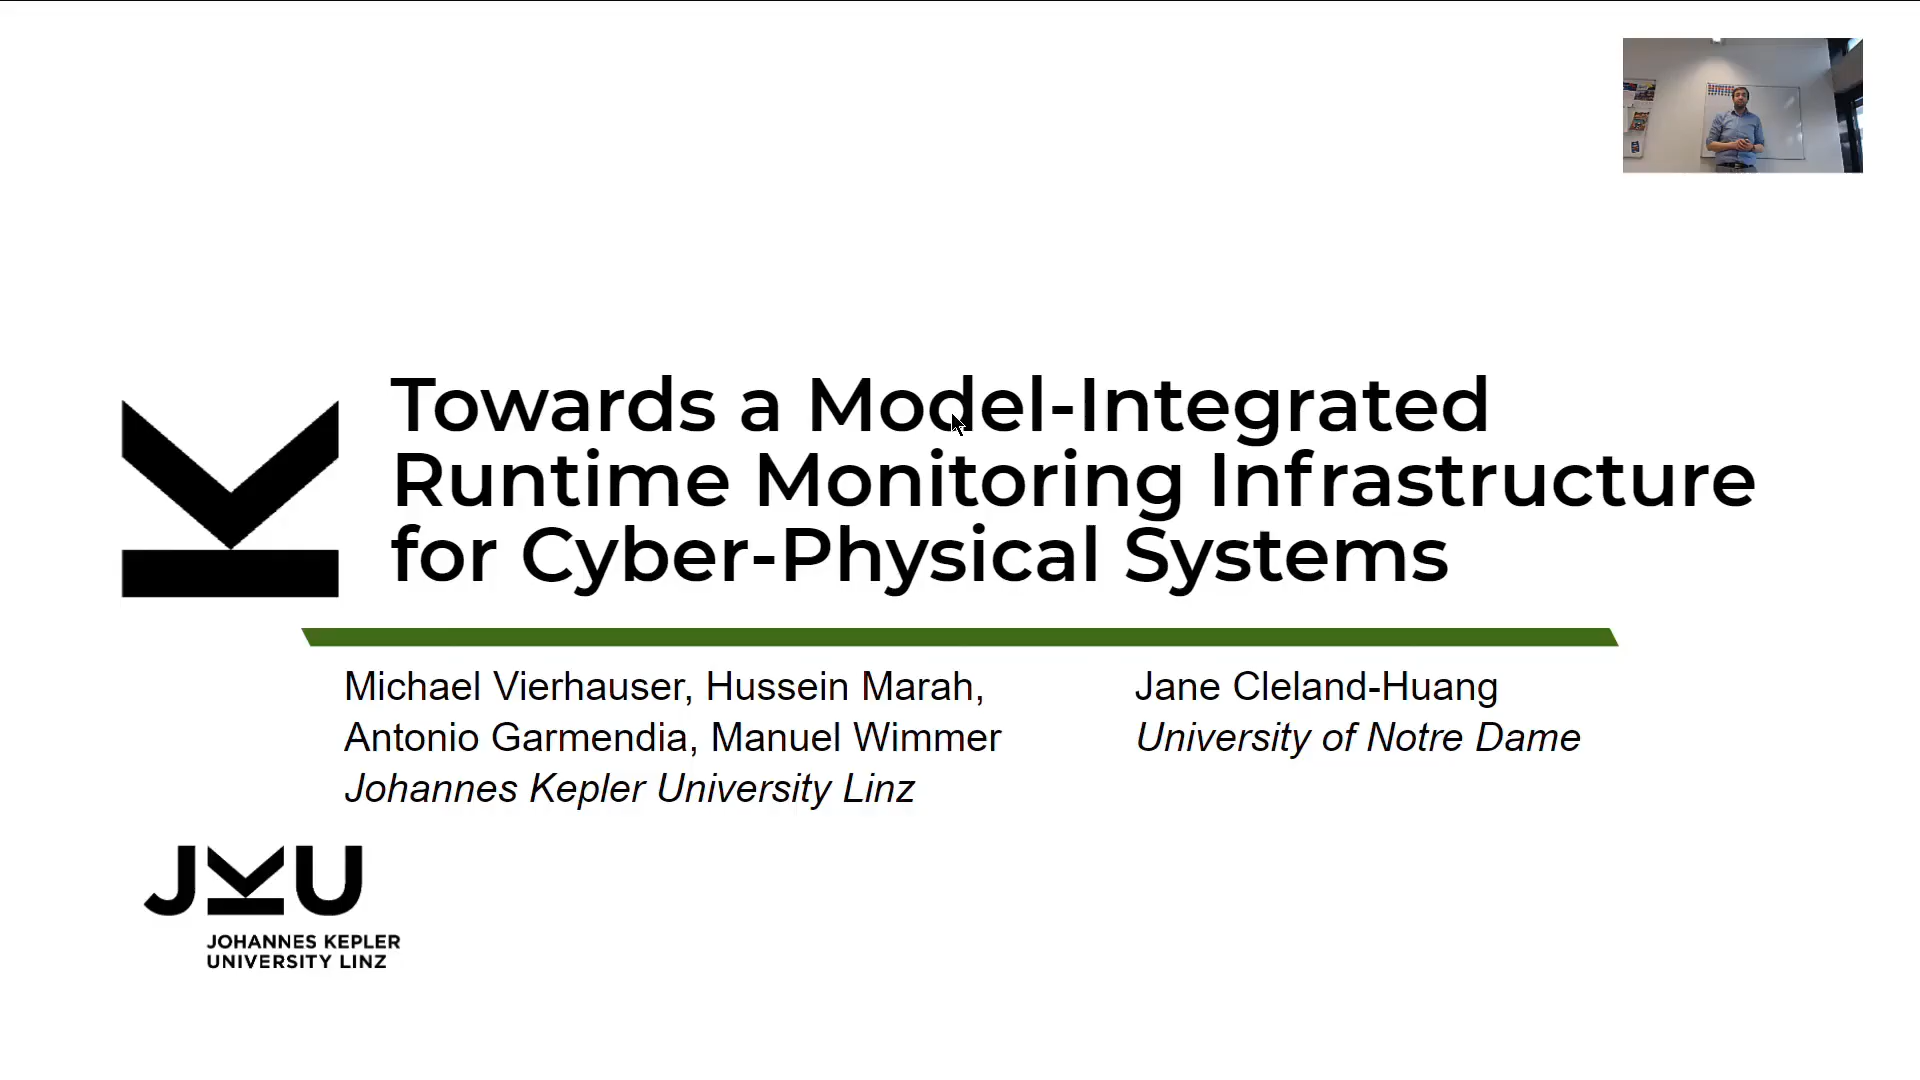 Towards a Model-Integrated
Runtime Monitoring Infrastructure
for Cyber-Physical Systems
Michael Vierhauser, Hussein Marah,
Antonio Garmendia, Manuel Wimmer
Johannes Kepler University Linz
Jane Cleland-Huang
University of Notre Dame
JKU
JOHANNES KEPLER
UNIVERSITY LINZ